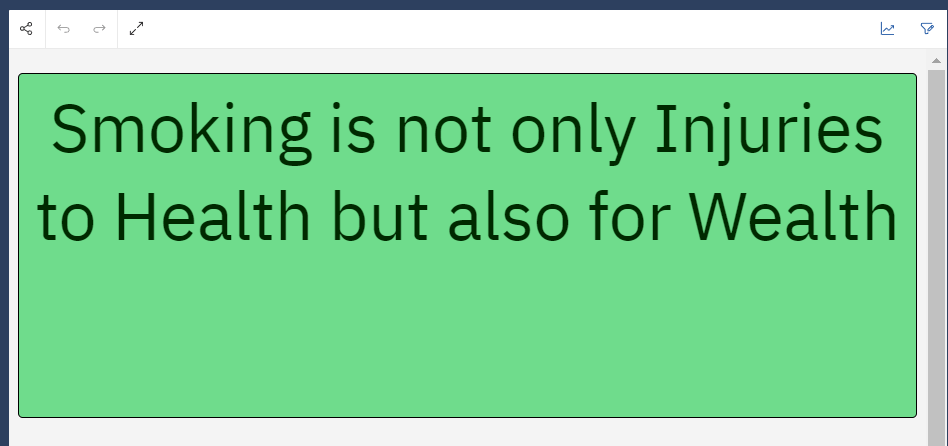 Smoking is not only Injuries
to Health but also for Wealth